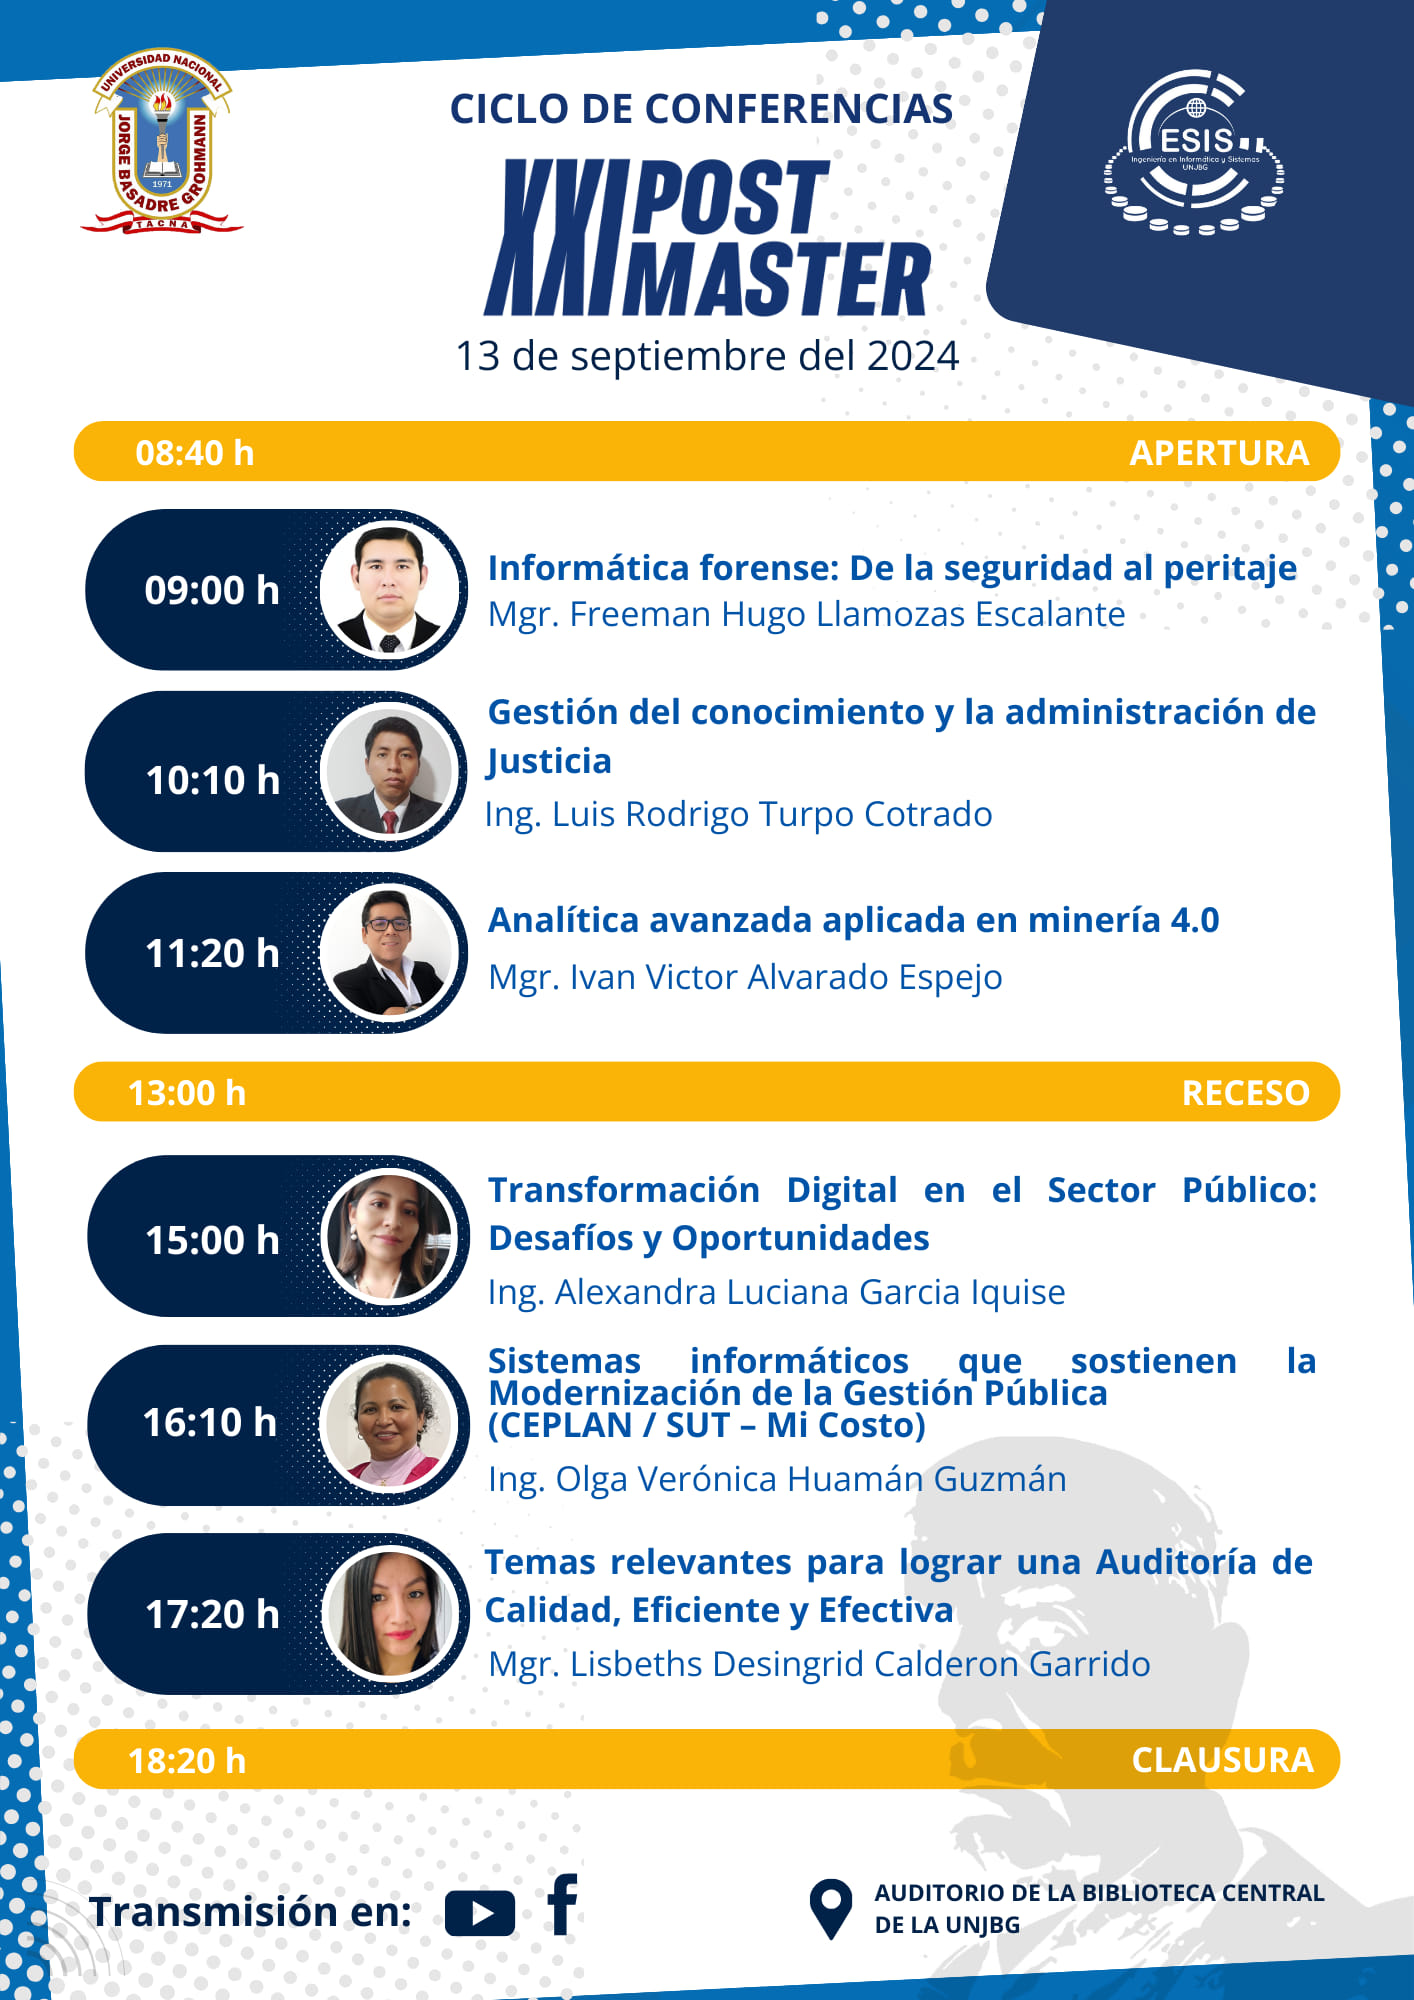 UNIVERSIDAD NACIONAL
JORGE BASADRE GROHMANN
1971
TACNA
CICLO DE CONFERENCIAS
XXI POST
MASTER
13 de septiembre del 2024
ESIS
Ingeniería en Informática y Sistemas
UNJBG
08:40 h APERTURA
09:00 h
Informática forense: De la seguridad al peritaje
Mgr. Freeman Hugo Llamozas Escalante
10:10 h
Gestión del conocimiento y la administración de
Justicia
Ing. Luis Rodrigo Turpo Cotrado
11:20 h
Analítica avanzada aplicada en minería 4.0
Mgr. Ivan Victor Alvarado Espejo
13:00 h RECESO
15:00 h
Transformación Digital en el Sector Público:
Desafíos y Oportunidades
Ing. Alexandra Luciana Garcia Iquise
16:10 h
Sistemas informáticos que sostienen la
Modernización de la Gestión Pública
(CEPLAN / SUT – Mi Costo)
Ing. Olga Verónica Huamán Guzmán
17:20 h
Temas relevantes para lograr una Auditoría de
Calidad, Eficiente y Efectiva
Mgr. Lisbeths Desingrid Calderon Garrido
18:20 h CLAUSURA
Transmisión en:
AUDITORIO DE LA BIBLIOTECA CENTRAL
DE LA UNJBG